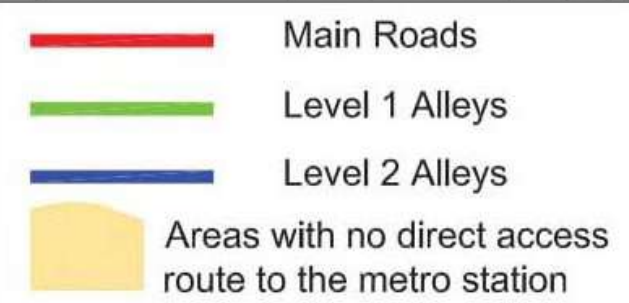 Main Roads
Level 1 Alleys
Level 2 Alleys
Areas with no direct access
route to the metro station